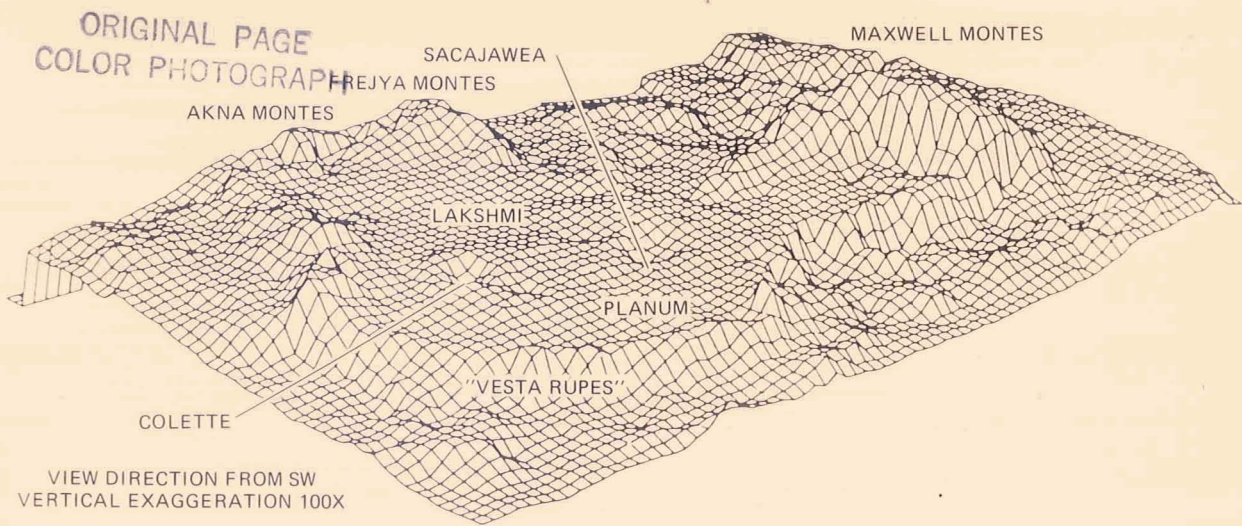 ORIGINAL PAGE
COLOR PHOTOGRAPH
SACAJAWEA
MAXWELL MONTES
FREJYA MONTES
AKNA MONTES
LAKSHMI
PLANUM
"VESTA RUPES"
COLETTE
VIEW DIRECTION FROM SW
VERTICAL EXAGGERATION 100X